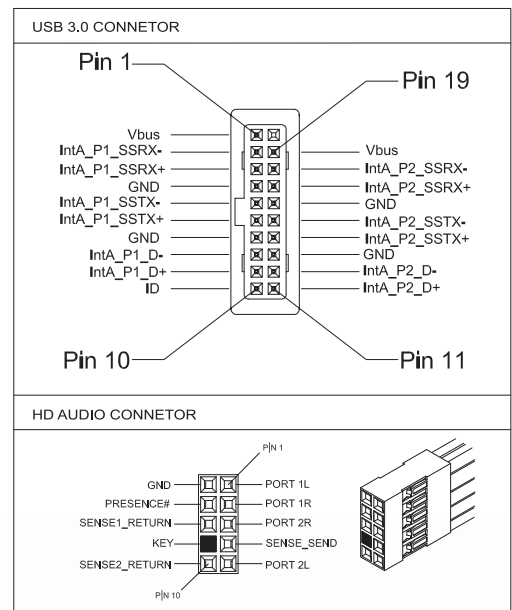 USB 3.0 CONNETOR
Pin 1
Pin 19
Vbus
IntA_P1_SSRX-
IntA_P1_SSRX+
GND
IntA_P1_SSTX-
IntA_P1_SSTX+
GND
IntA_P1_D-
IntA_P1_D+
ID
Vbus
IntA_P2_SSRX-
IntA_P2_SSRX+
GND
IntA_P2_SSTX-
IntA_P2_SSTX+
GND
IntA_P2_D-
IntA_P2_D+
Pin 10
Pin 11
HD AUDIO CONNETOR
PIN 1
GND
PRESENCE#
SENSE1_RETURN
KEY
SENSE2_RETURN
PORT 1L
PORT 1R
PORT 2R
SENSE_SEND
PORT 2L
PIN 10